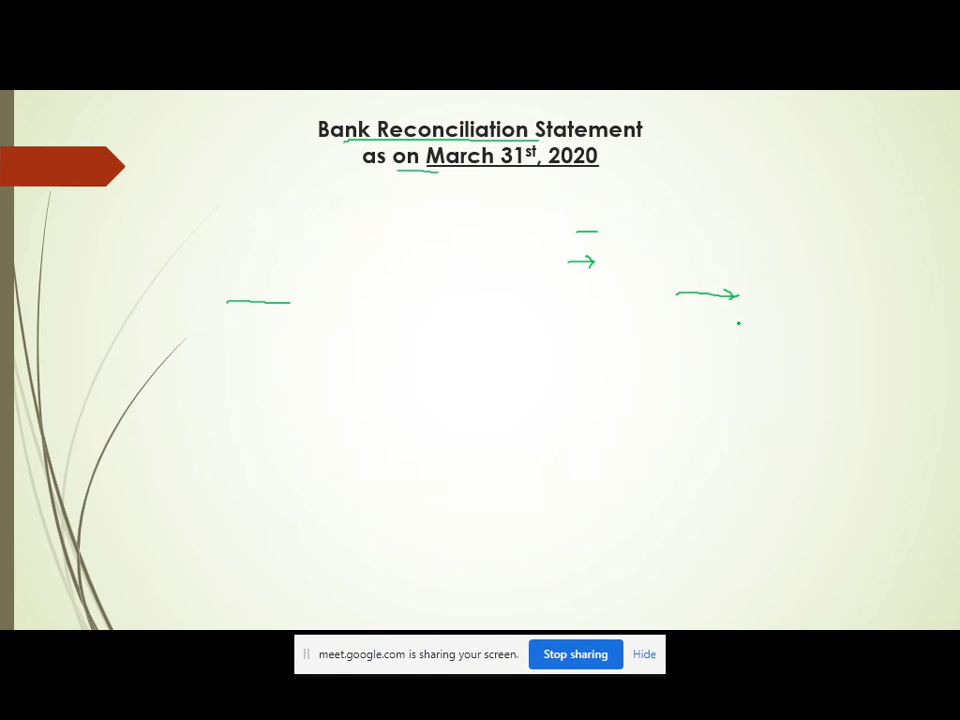 Bank Reconciliation Statement
as on March 31st, 2020
meet.google.com is sharing your screen.
Stop sharing
Hide